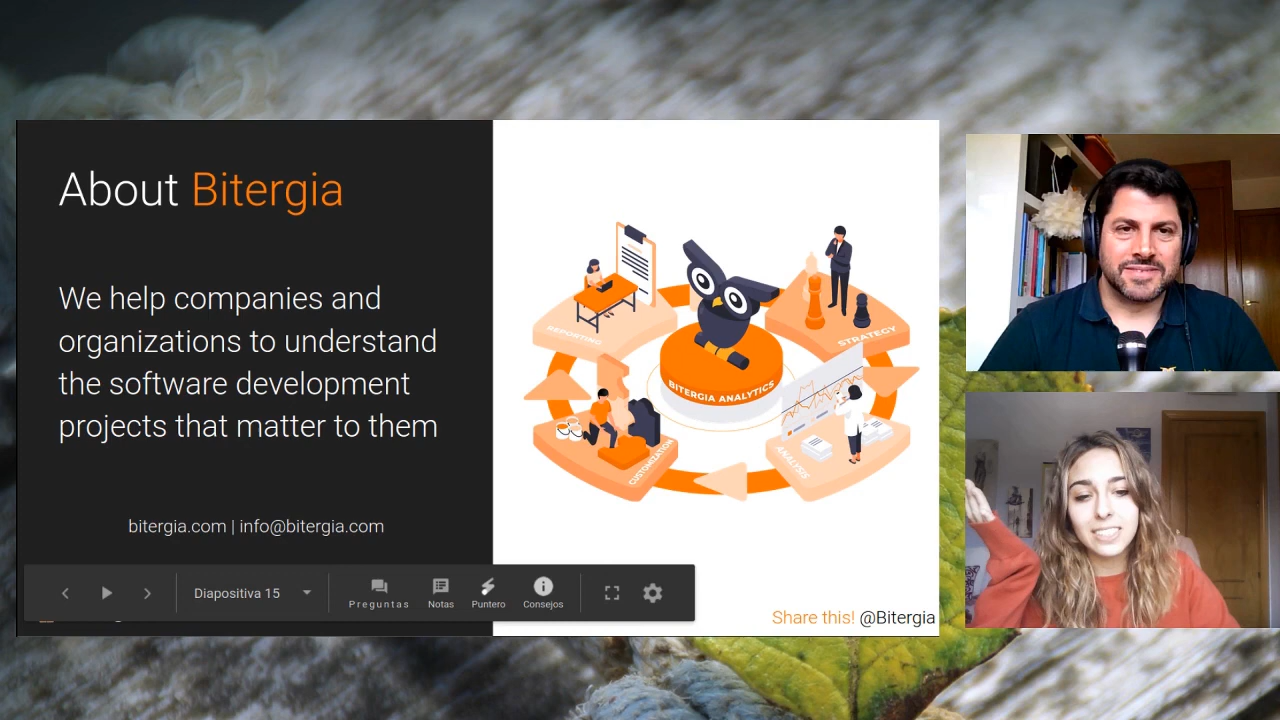 About Bitergia
We help companies and
organizations to understand
the software development
projects that matter to them
bitergia.com | info@bitergia.com
REPORTING
STRATEGY
BITERGIA ANALYTICS
CUSTOMIZATION
ANALYSIS
Diapositiva 15
Preguntas
Notas
Puntero
Consejos
Share this! @Bitergia